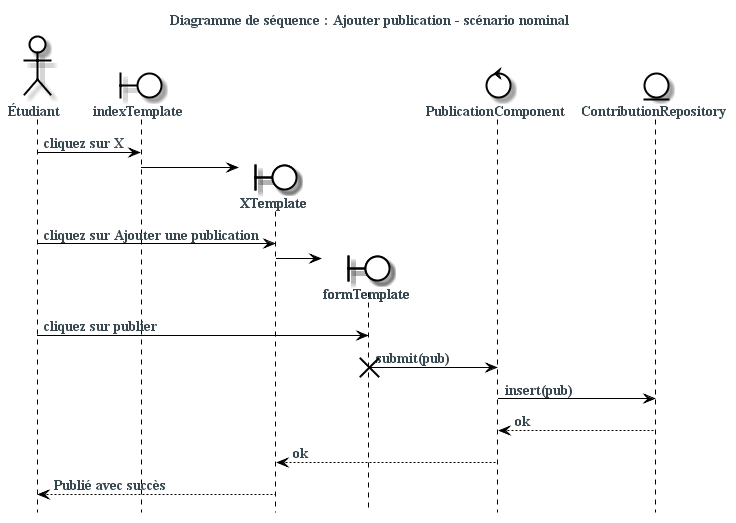 Diagramme de séquence : Ajouter publication - scénario nominal
Étudiant
indexTemplate
PublicationComponent
ContributionRepository
cliquez sur X
XTemplate
cliquez sur Ajouter une publication
formTemplate
cliquez sur publier
submit(pub)
insert(pub)
ok
ok
Publié avec succès